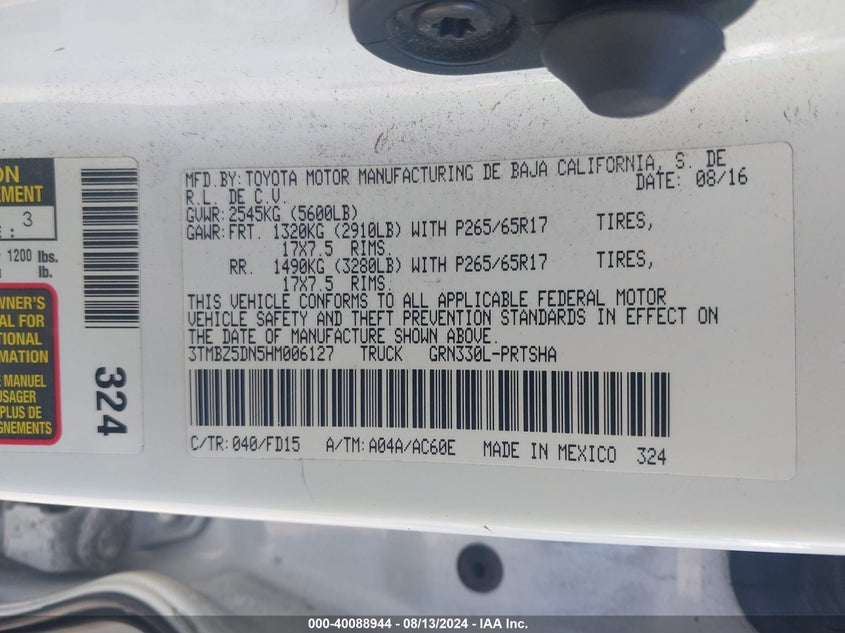 MFD.BY: TOYOTA MOTOR MANUFACTURING DE BAJA CALIFORNIA, S. DE
R.L. DE C.V. DATE: 08/16
GVWR: 2545KG (5600LB)
GAWR: FRT. 1320KG (2910LB) WITH P265/65R17 TIRES,
17X7.5 RIMS.
RR. 1490KG (3280LB) WITH P265/65R17 TIRES,
17X7.5 RIMS.
THIS VEHICLE CONFORMS TO ALL APPLICABLE FEDERAL MOTOR
VEHICLE SAFETY AND THEFT PREVENTION STANDARDS IN EFFECT ON
THE DATE OF MANUFACTURE SHOWN ABOVE.
3TMBZ5DN5HM006127 TRUCK GRN330L-PRTSHA
C/TR: 040/FD15 A/TM: A04A/AC60E MADE IN MEXICO 324
ON
EMENT
: 3
1200 lbs.
lb.
WNER'S
AL FOR
TIONAL
RMATION
E MANUEL
USAGER
PLUS DE
GNEMENTS
324
000-40088944 - 08/13/2024 - IAA Inc.